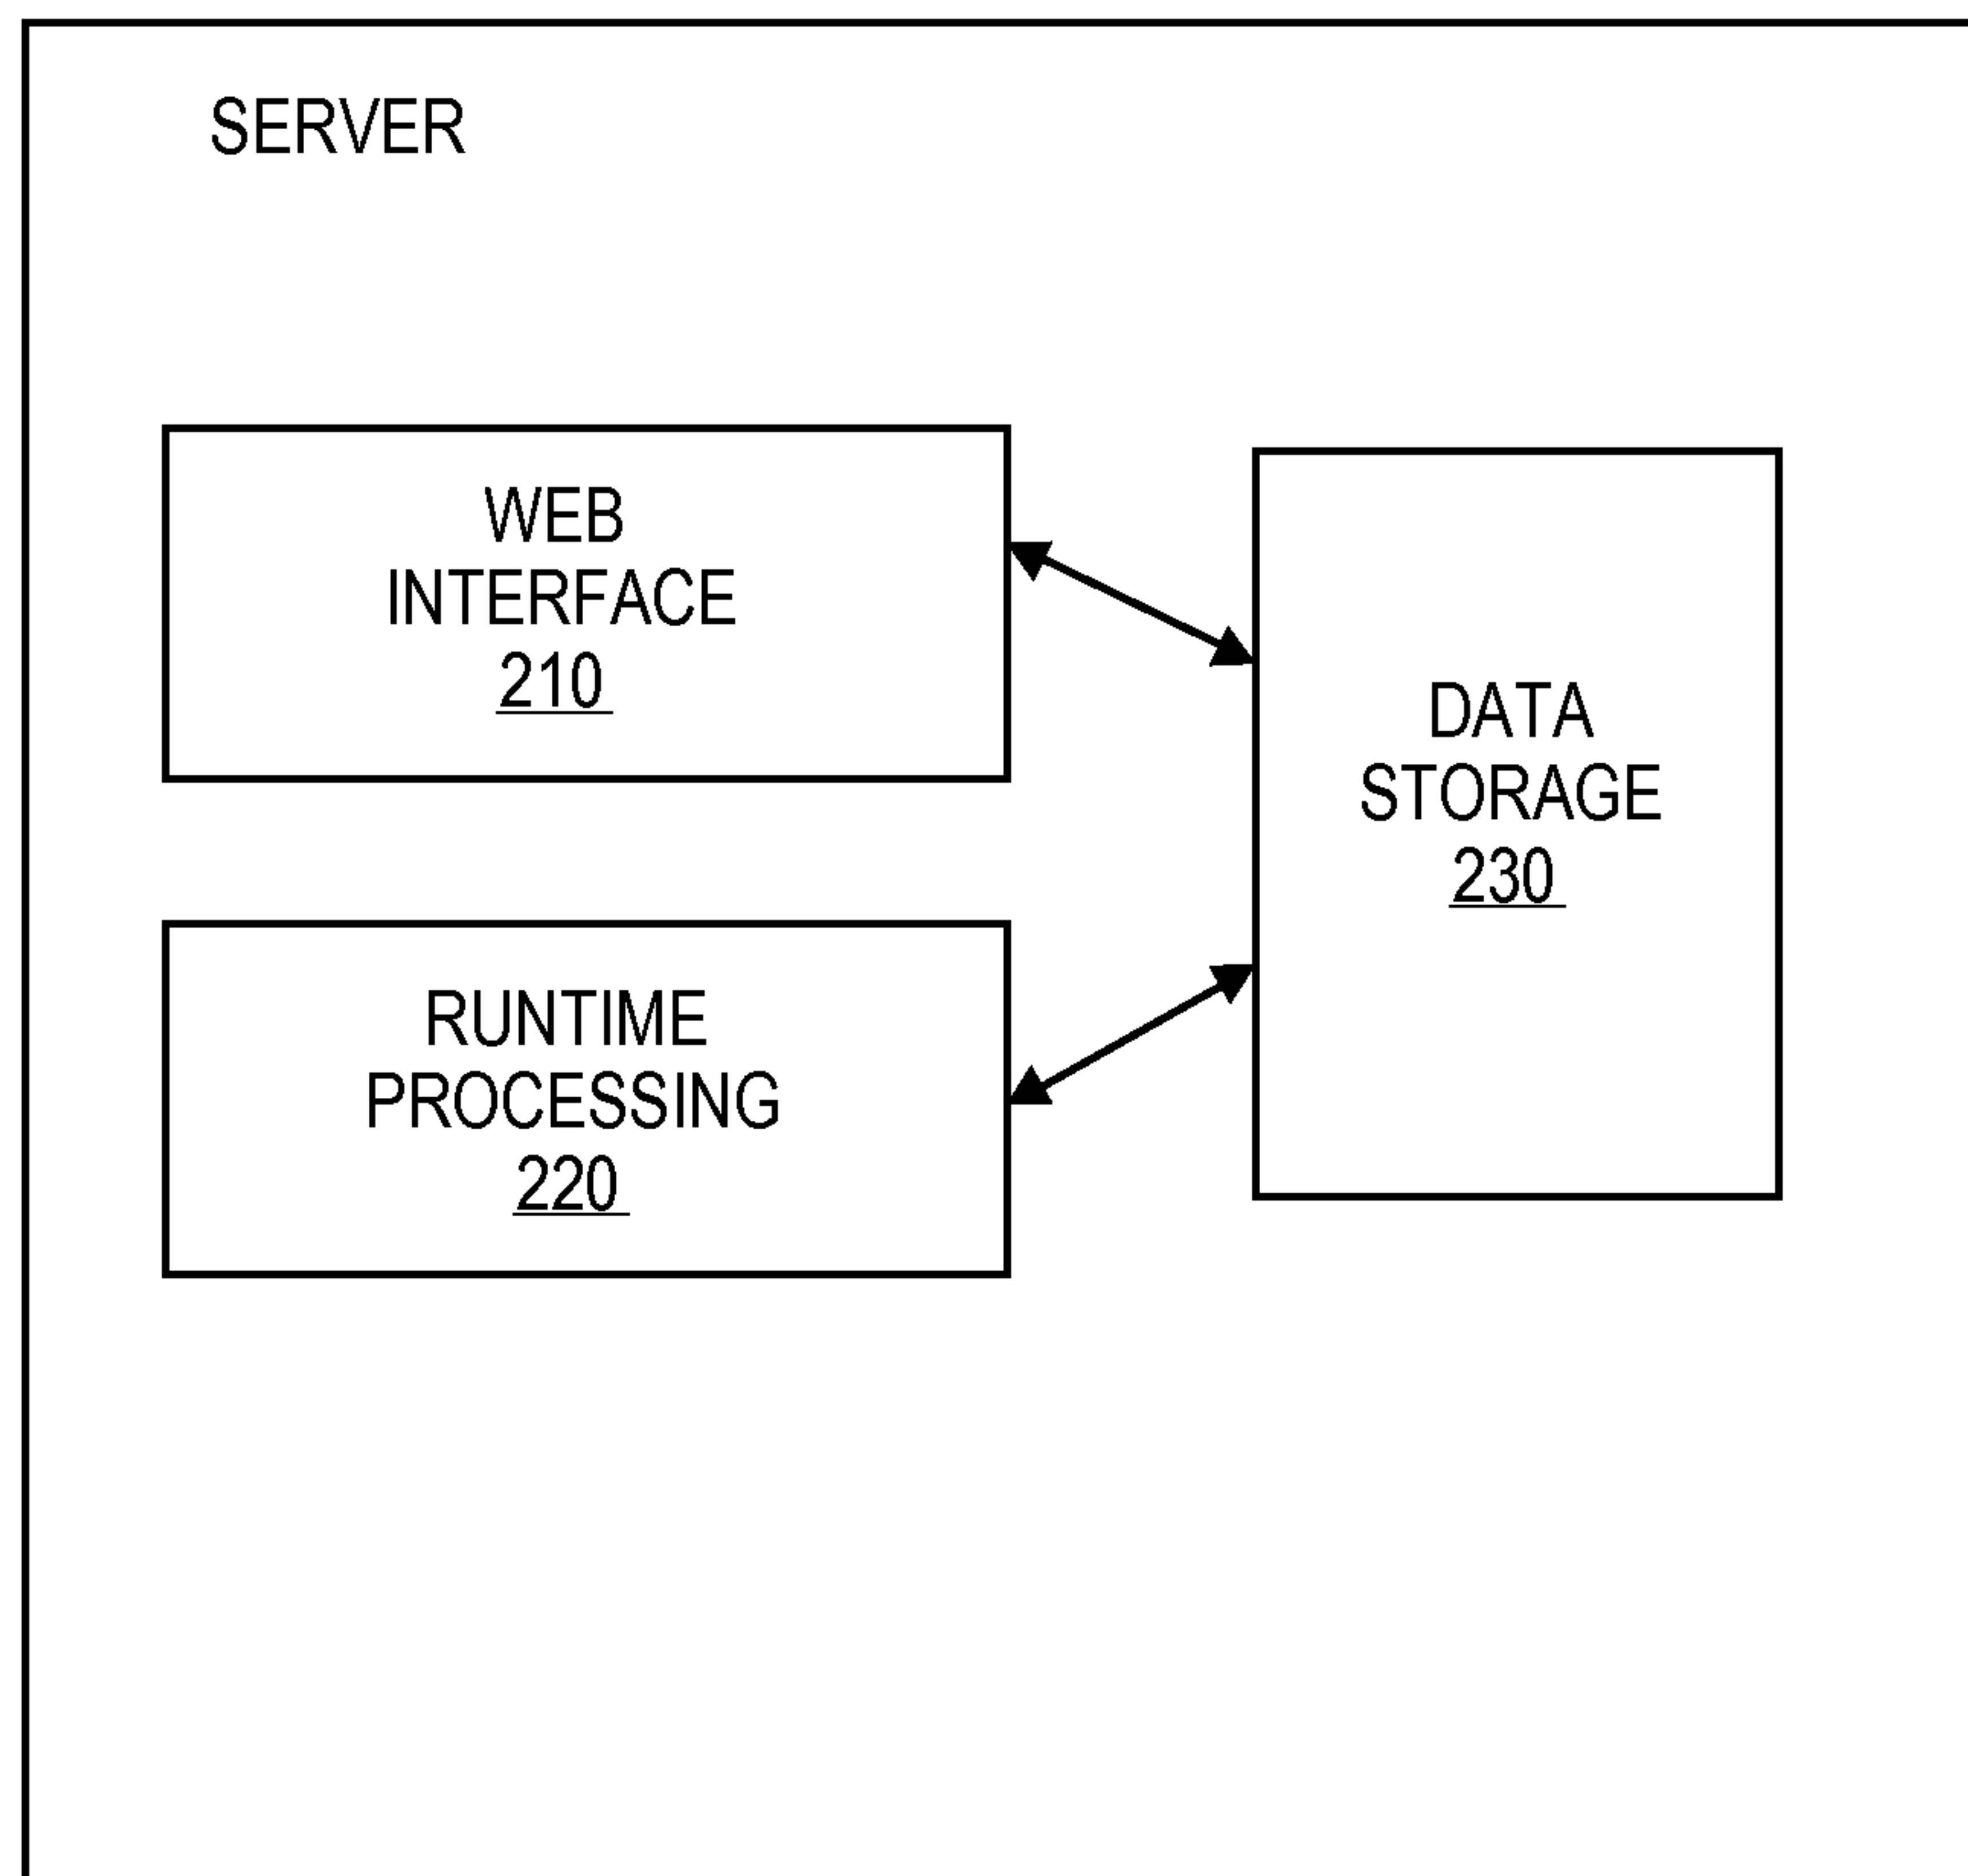 SERVER
WEB
INTERFACE
210
RUNTIME
PROCESSING
220
DATA
STORAGE
230